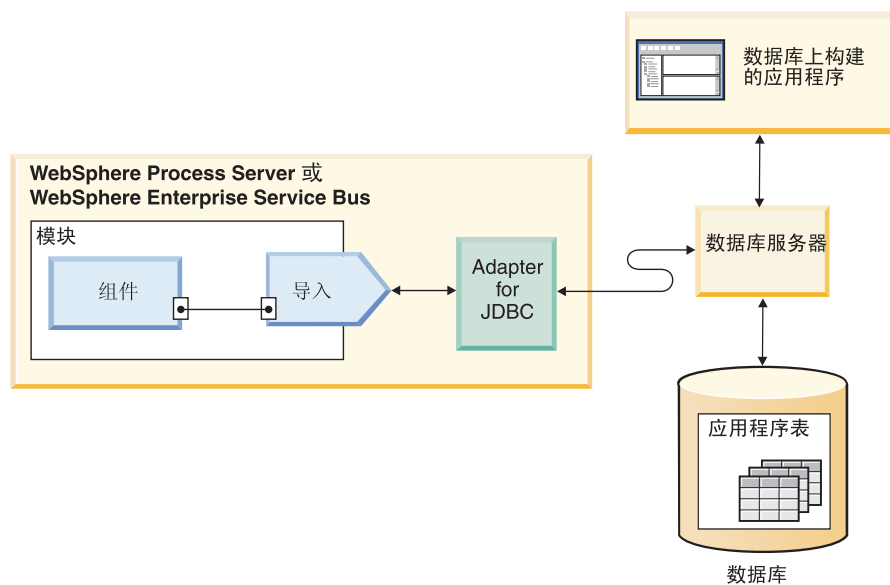 数据库上构建
的应用程序
WebSphere Process Server 或
WebSphere Enterprise Service Bus
模块
组件
导入
Adapter
for
JDBC
数据库服务器
应用程序表
数据库